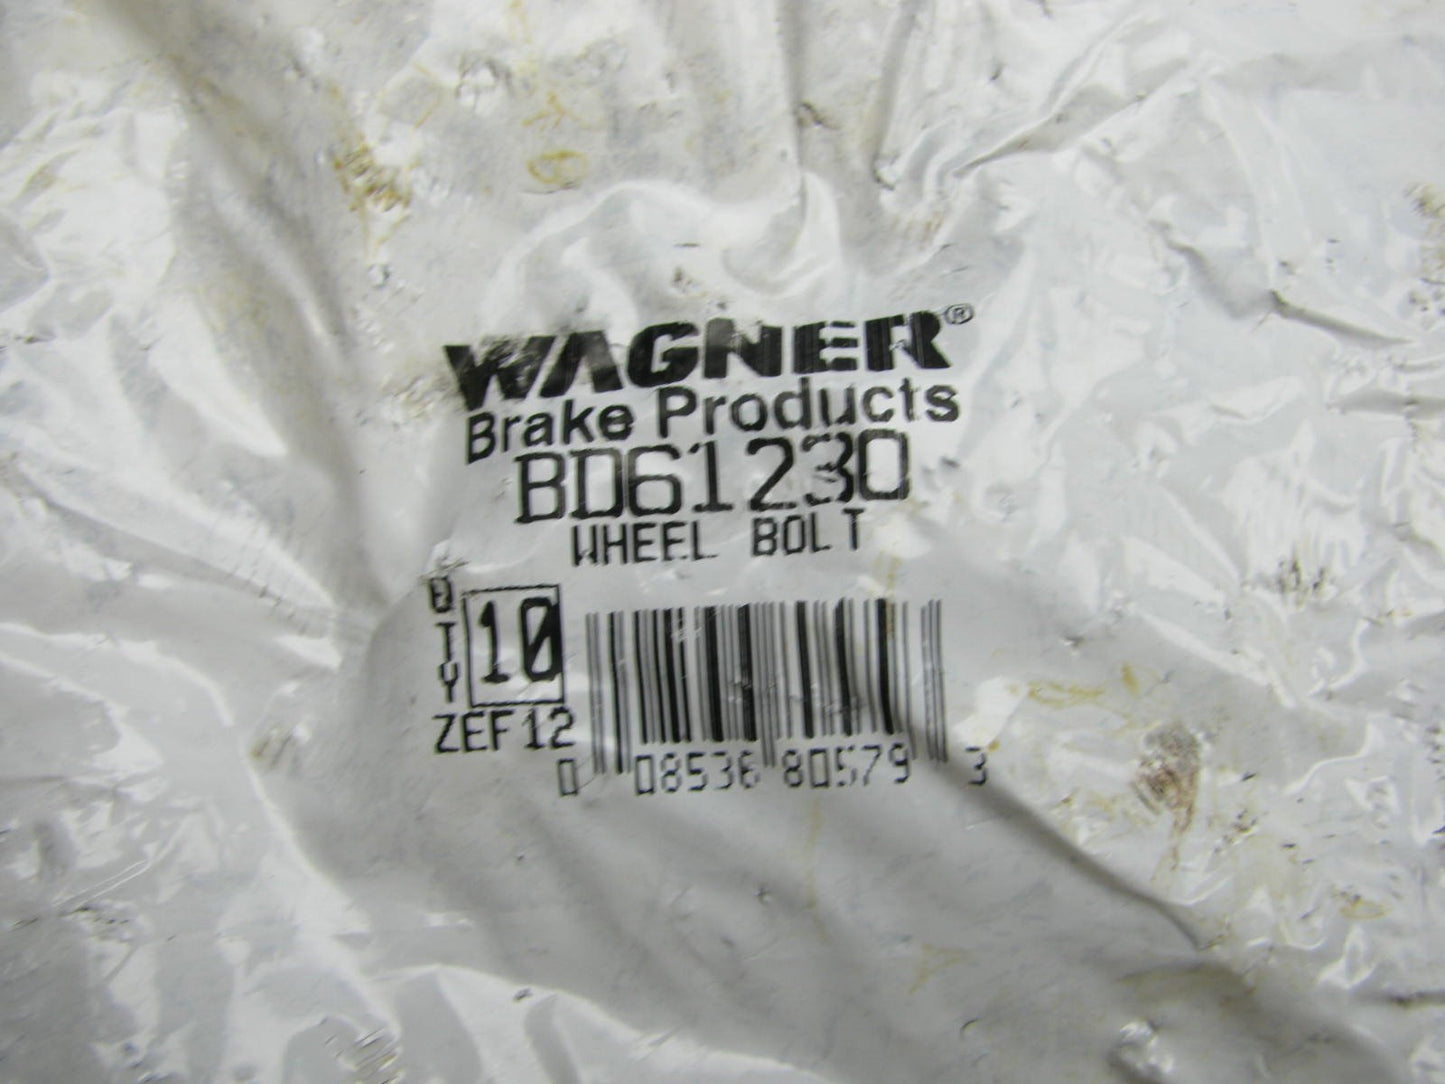 WAGNER®
Brake Products
BD61230
WHEEL BOLT
QTY 10
ZEF12
0 08536 80579 3